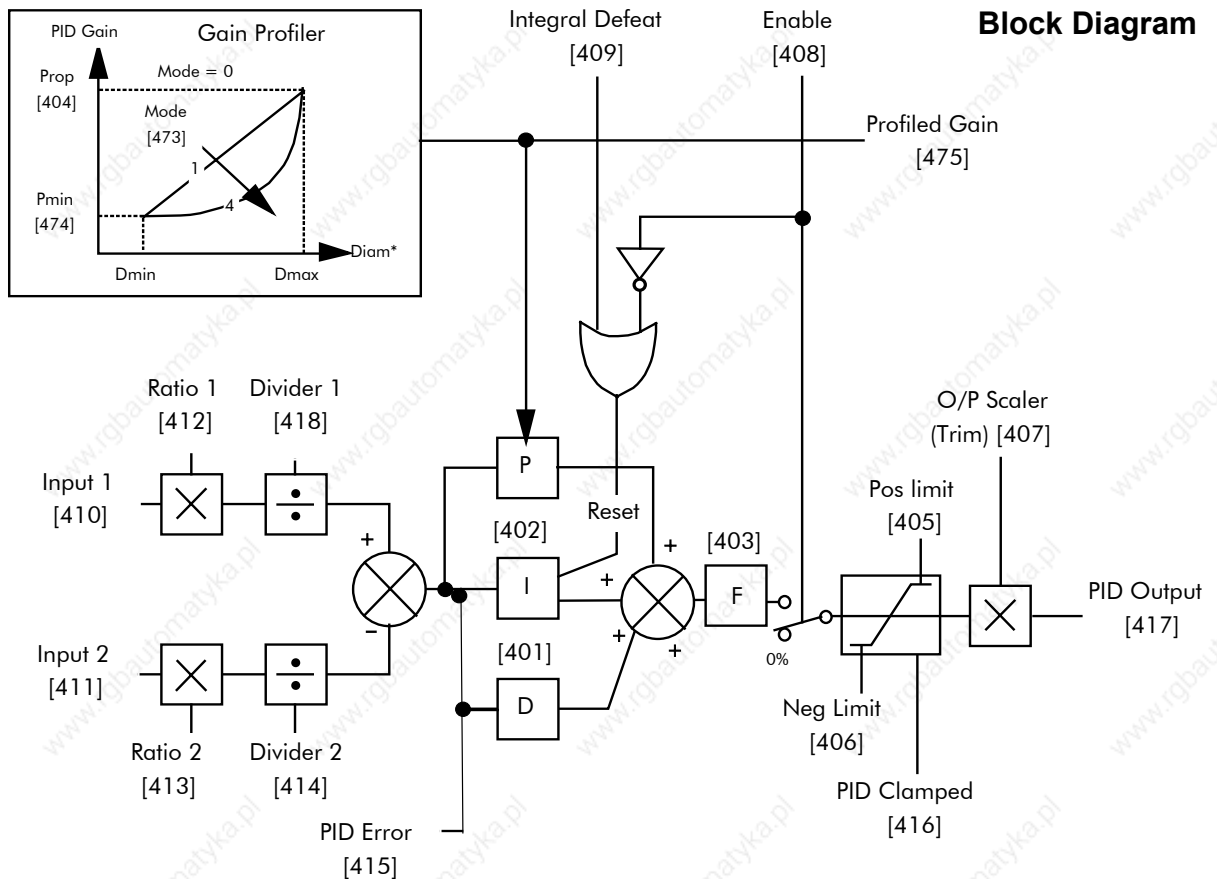 Block Diagram
PID Gain
Gain Profiler
Prop
[404]
Mode = 0
Mode
[473]
1
4
Pmin
[474]
Diam*
Dmin
Dmax
Integral Defeat
[409]
Enable
[408]
Profiled Gain
[475]
Ratio 1
[412]
Divider 1
[418]
Input 1
[410]
+
−
Input 2
[411]
Ratio 2
[413]
Divider 2
[414]
PID Error
[415]
P
Reset
[402]
I
[401]
D
+
+
+
+
[403]
F
0%
O/P Scaler
(Trim) [407]
Pos limit
[405]
Neg Limit
[406]
PID Clamped
[416]
PID Output
[417]
www.rgbautomatyka.pl